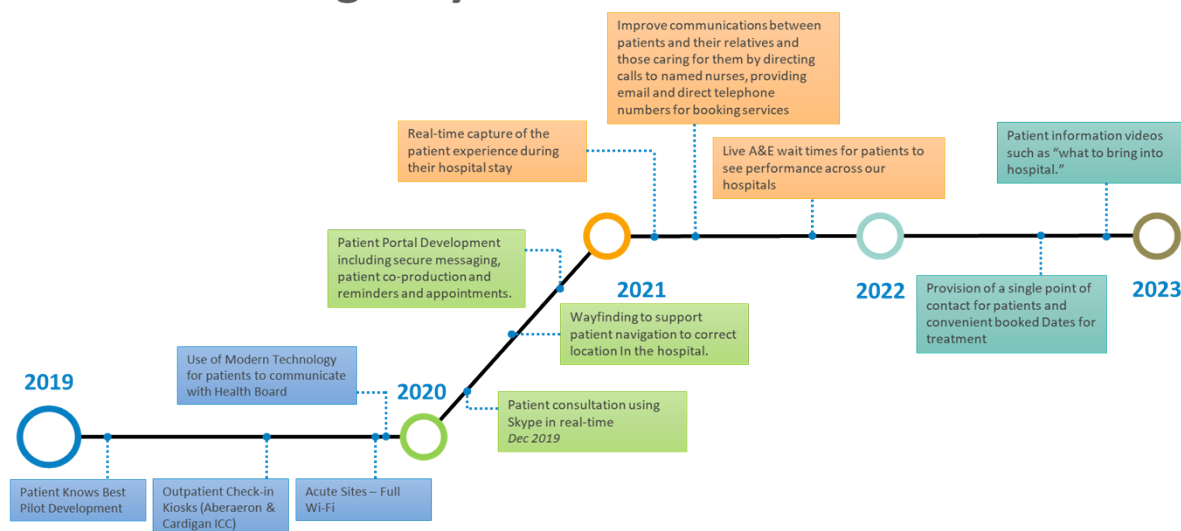 Improve communications between
patients and their relatives and
those caring for them by directing
calls to named nurses, providing
email and direct telephone
numbers for booking services
Real-time capture of the
patient experience during
their hospital stay
Live A&E wait times for patients to
see performance across our
hospitals
Patient information videos
such as “what to bring into
hospital.”
Patient Portal Development
including secure messaging,
patient co-production and
reminders and appointments.
2021
2022
2023
Provision of a single point of
contact for patients and
convenient booked Dates for
treatment
Wayfinding to support
patient navigation to correct
location In the hospital.
Use of Modern Technology
for patients to communicate
with Health Board
2019
2020
Patient consultation using
Skype in real-time
Dec 2019
Patient Knows Best
Pilot Development
Outpatient Check-in
Kiosks (Aberaeron &
Cardigan ICC)
Acute Sites – Full
Wi-Fi